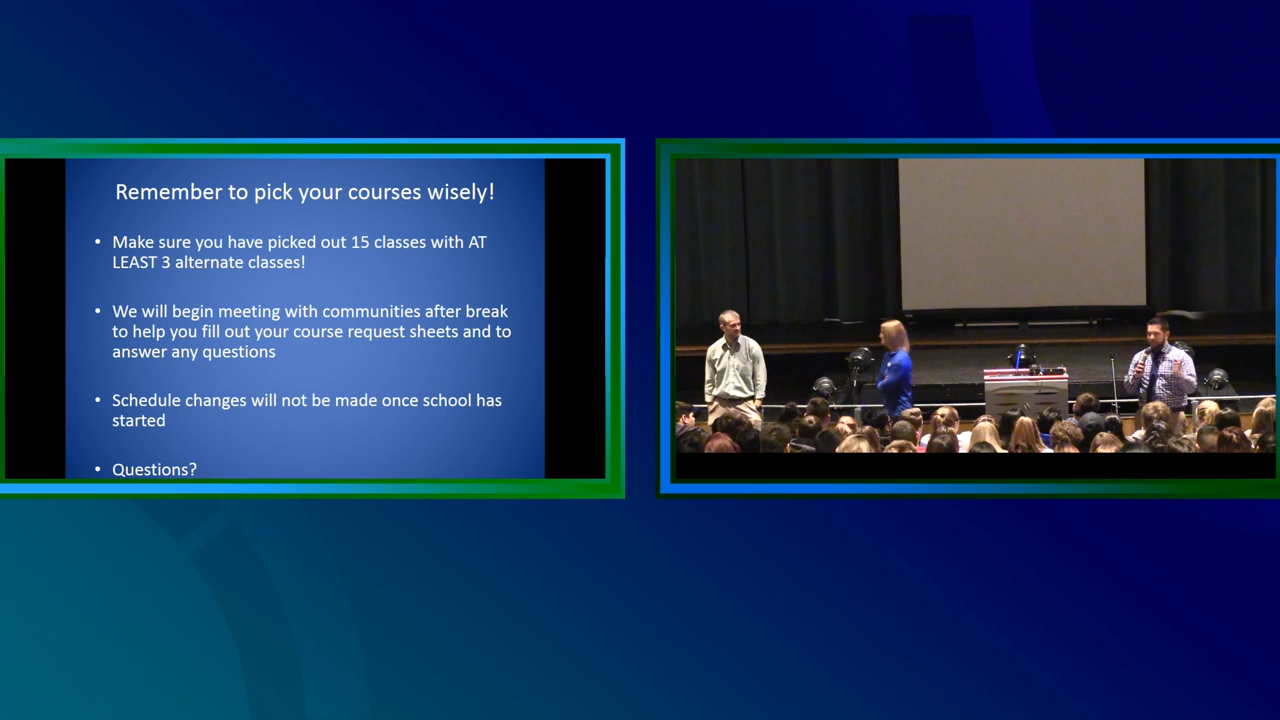 Remember to pick your courses wisely!
• Make sure you have picked out 15 classes with AT
LEAST 3 alternate classes!
• We will begin meeting with communities after break
to help you fill out your course request sheets and to
answer any questions
• Schedule changes will not be made once school has
started
• Questions?